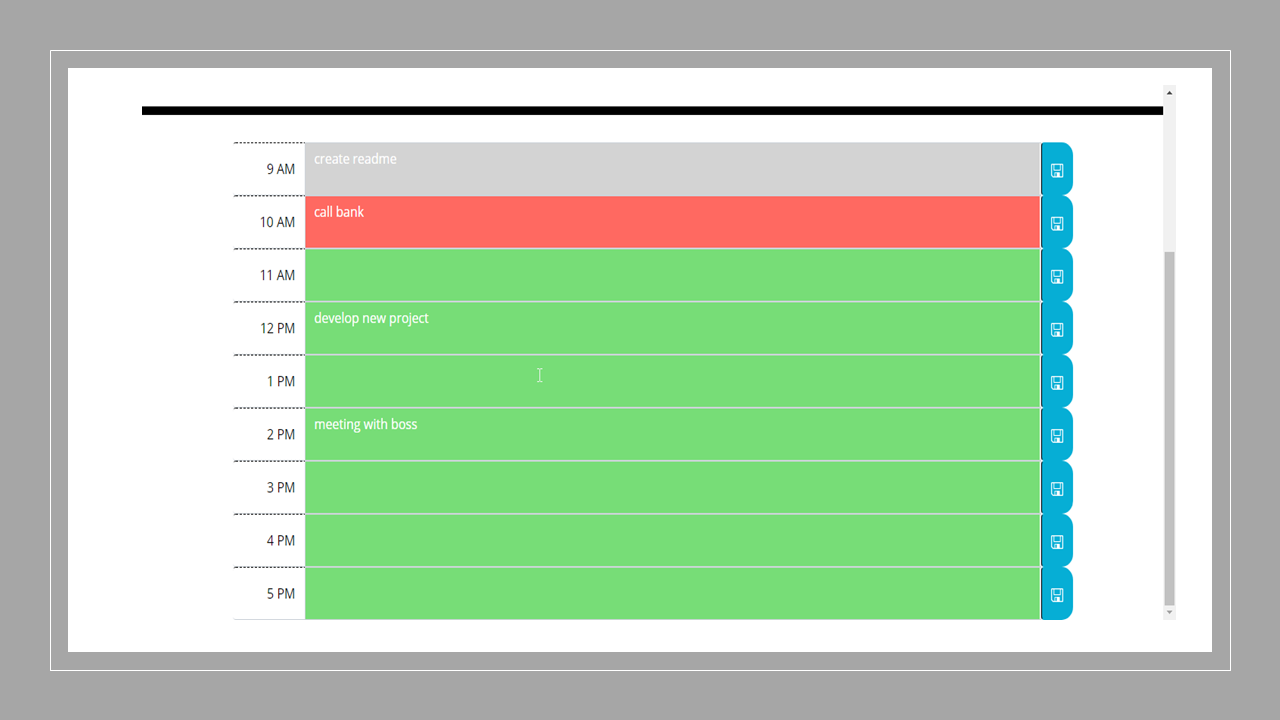 9 AM create readme
10 AM call bank
11 AM
12 PM develop new project
1 PM
2 PM meeting with boss
3 PM
4 PM
5 PM